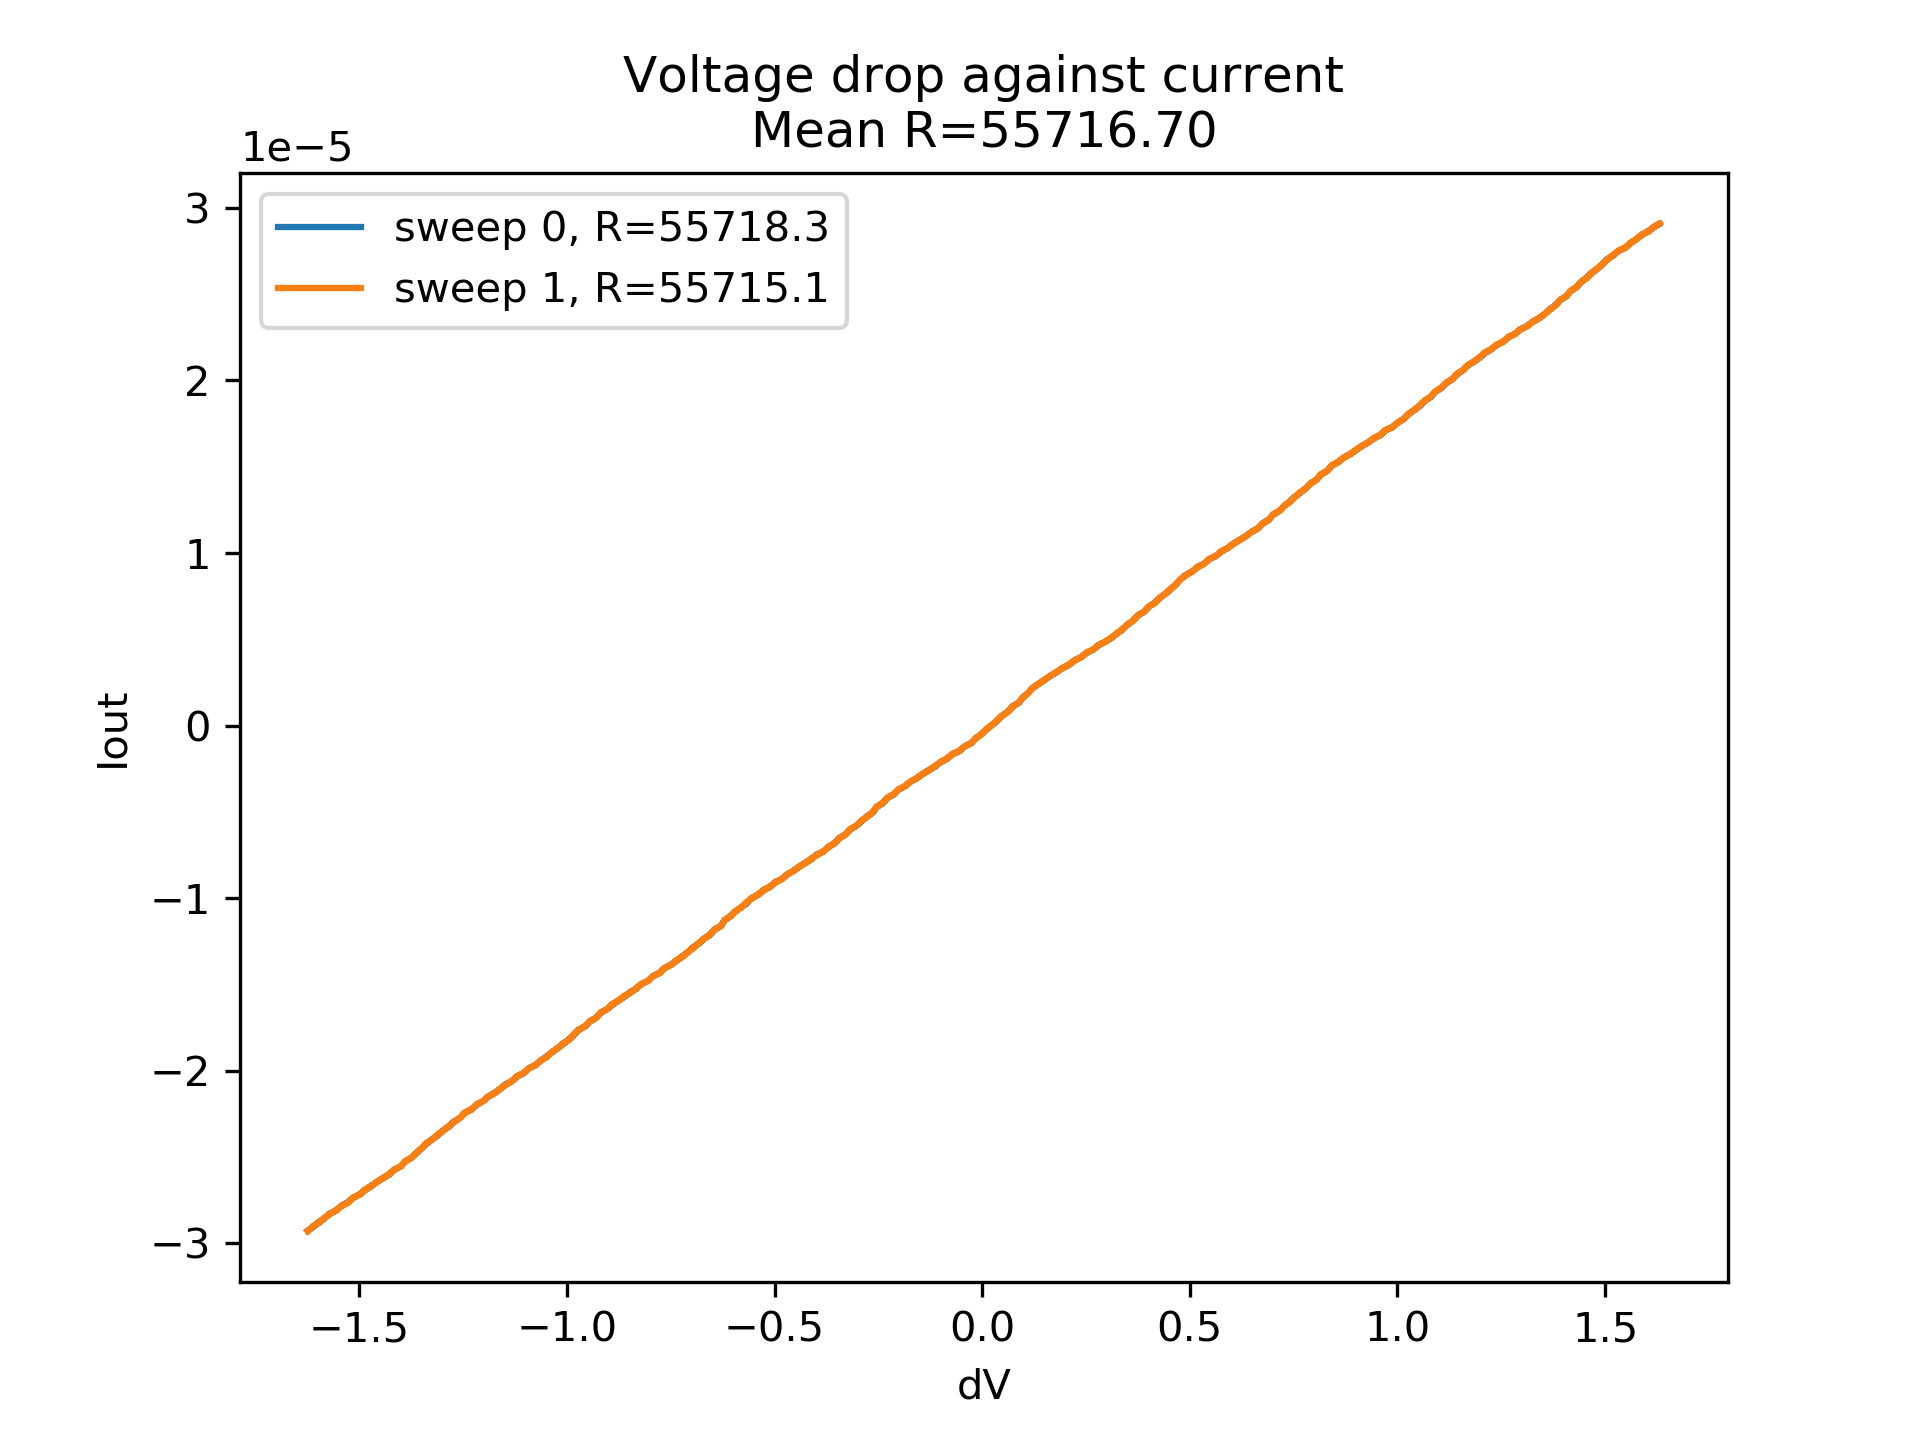 Voltage drop against current
Mean R=55716.70
1e−5
sweep 0, R=55718.3
sweep 1, R=55715.1
3
2
1
0
−1
−2
−3
Iout
−1.5
−1.0
−0.5
0.0
0.5
1.0
1.5
dV